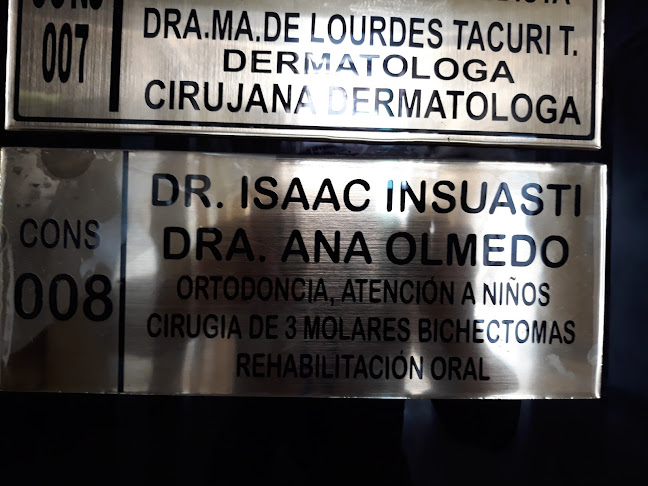 007
DRA.MA.DE LOURDES TACURI T.
DERMATOLOGA
CIRUJANA DERMATOLOGA
CONS
008
DR. ISAAC INSUASTI
DRA. ANA OLMEDO
ORTODONCIA, ATENCIÓN A NIÑOS
CIRUGIA DE 3 MOLARES BICHECTOMAS
REHABILITACIÓN ORAL